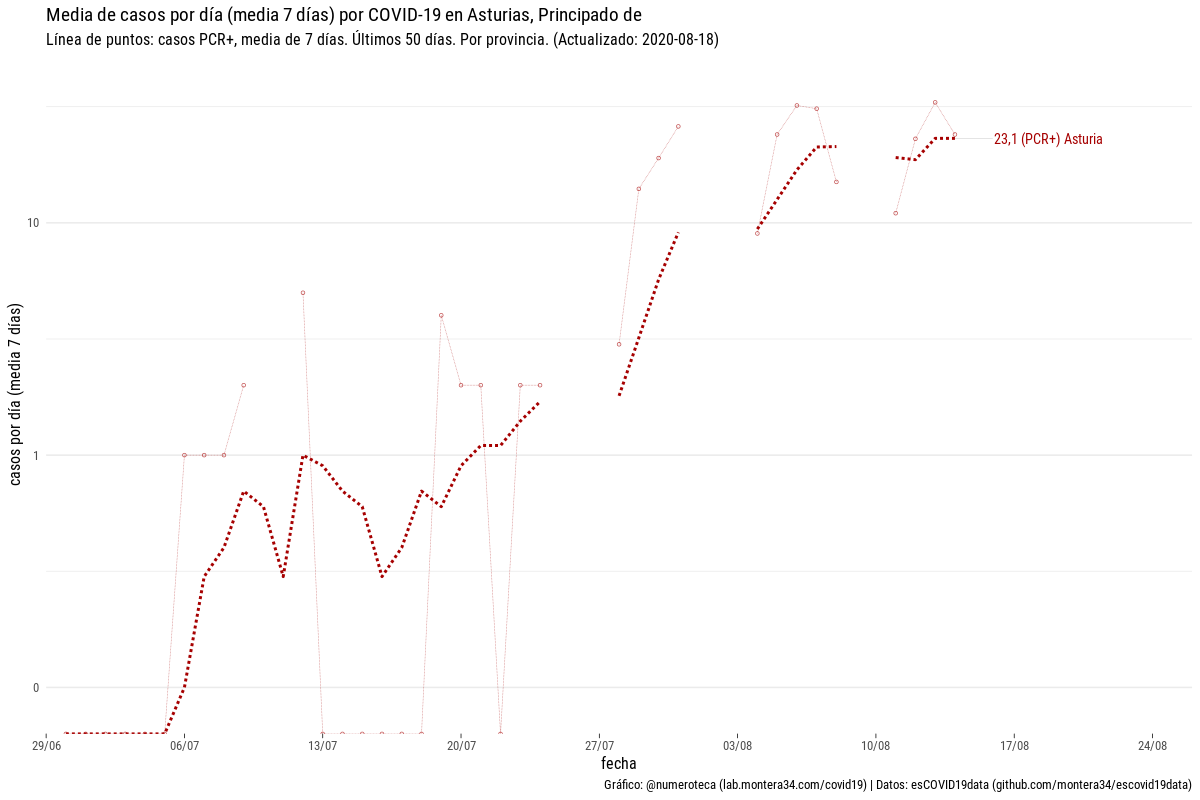 Media de casos por día (media 7 días) por COVID-19 en Asturias, Principado de
Línea de puntos: casos PCR+, media de 7 días. Últimos 50 días. Por provincia. (Actualizado: 2020-08-18)
23,1 (PCR+) Asturia
10
1
0
casos por día (media 7 días)
29/06 06/07 13/07 20/07 27/07 03/08 10/08 17/08 24/08
fecha
Gráfico: @numeroteca (lab.montera34.com/covid19) | Datos: esCOVID19data (github.com/montera34/escovid19data)